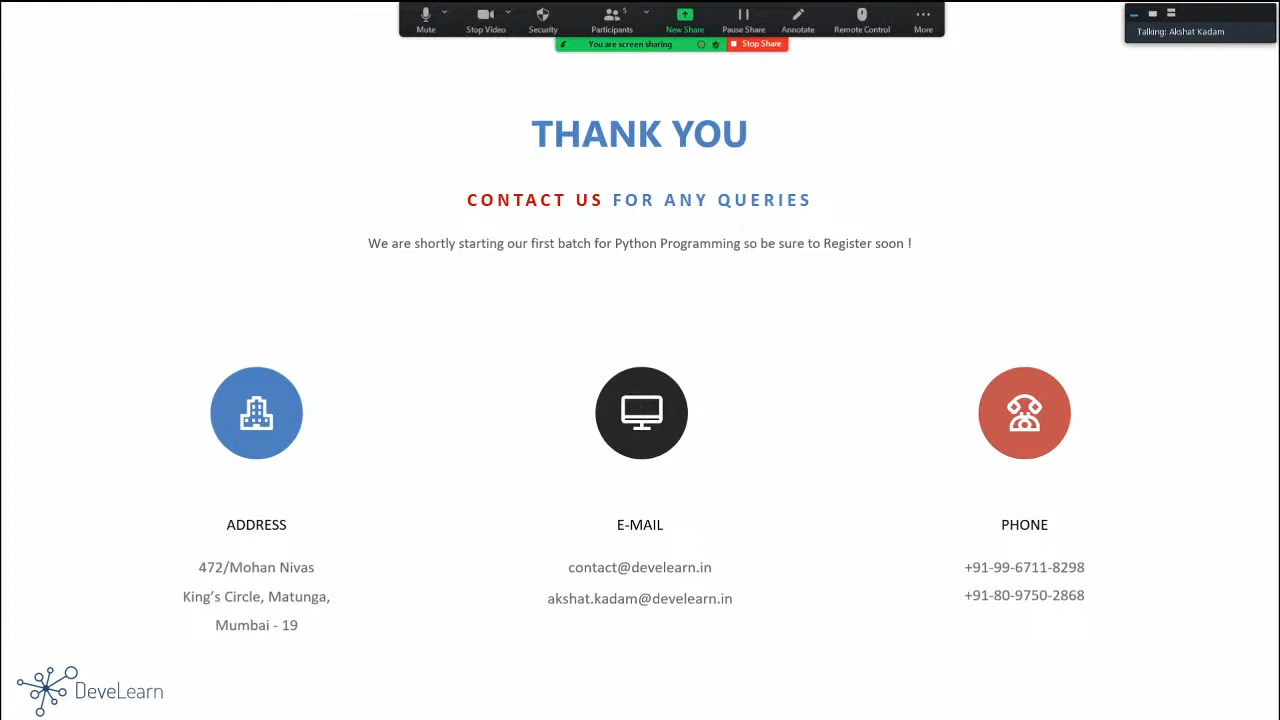 Mute
Stop Video
Security
5
Participants
New Share
Pause Share
Annotate
Remote Control
More
You are screen sharing
Stop Share
Talking: Akshat Kadam
THANK YOU
CONTACT US FOR ANY QUERIES
We are shortly starting our first batch for Python Programming so be sure to Register soon !
ADDRESS
472/Mohan Nivas
King's Circle, Matunga,
Mumbai - 19
E-MAIL
contact@develearn.in
akshat.kadam@develearn.in
PHONE
+91-99-6711-8298
+91-80-9750-2868
DeveLearn